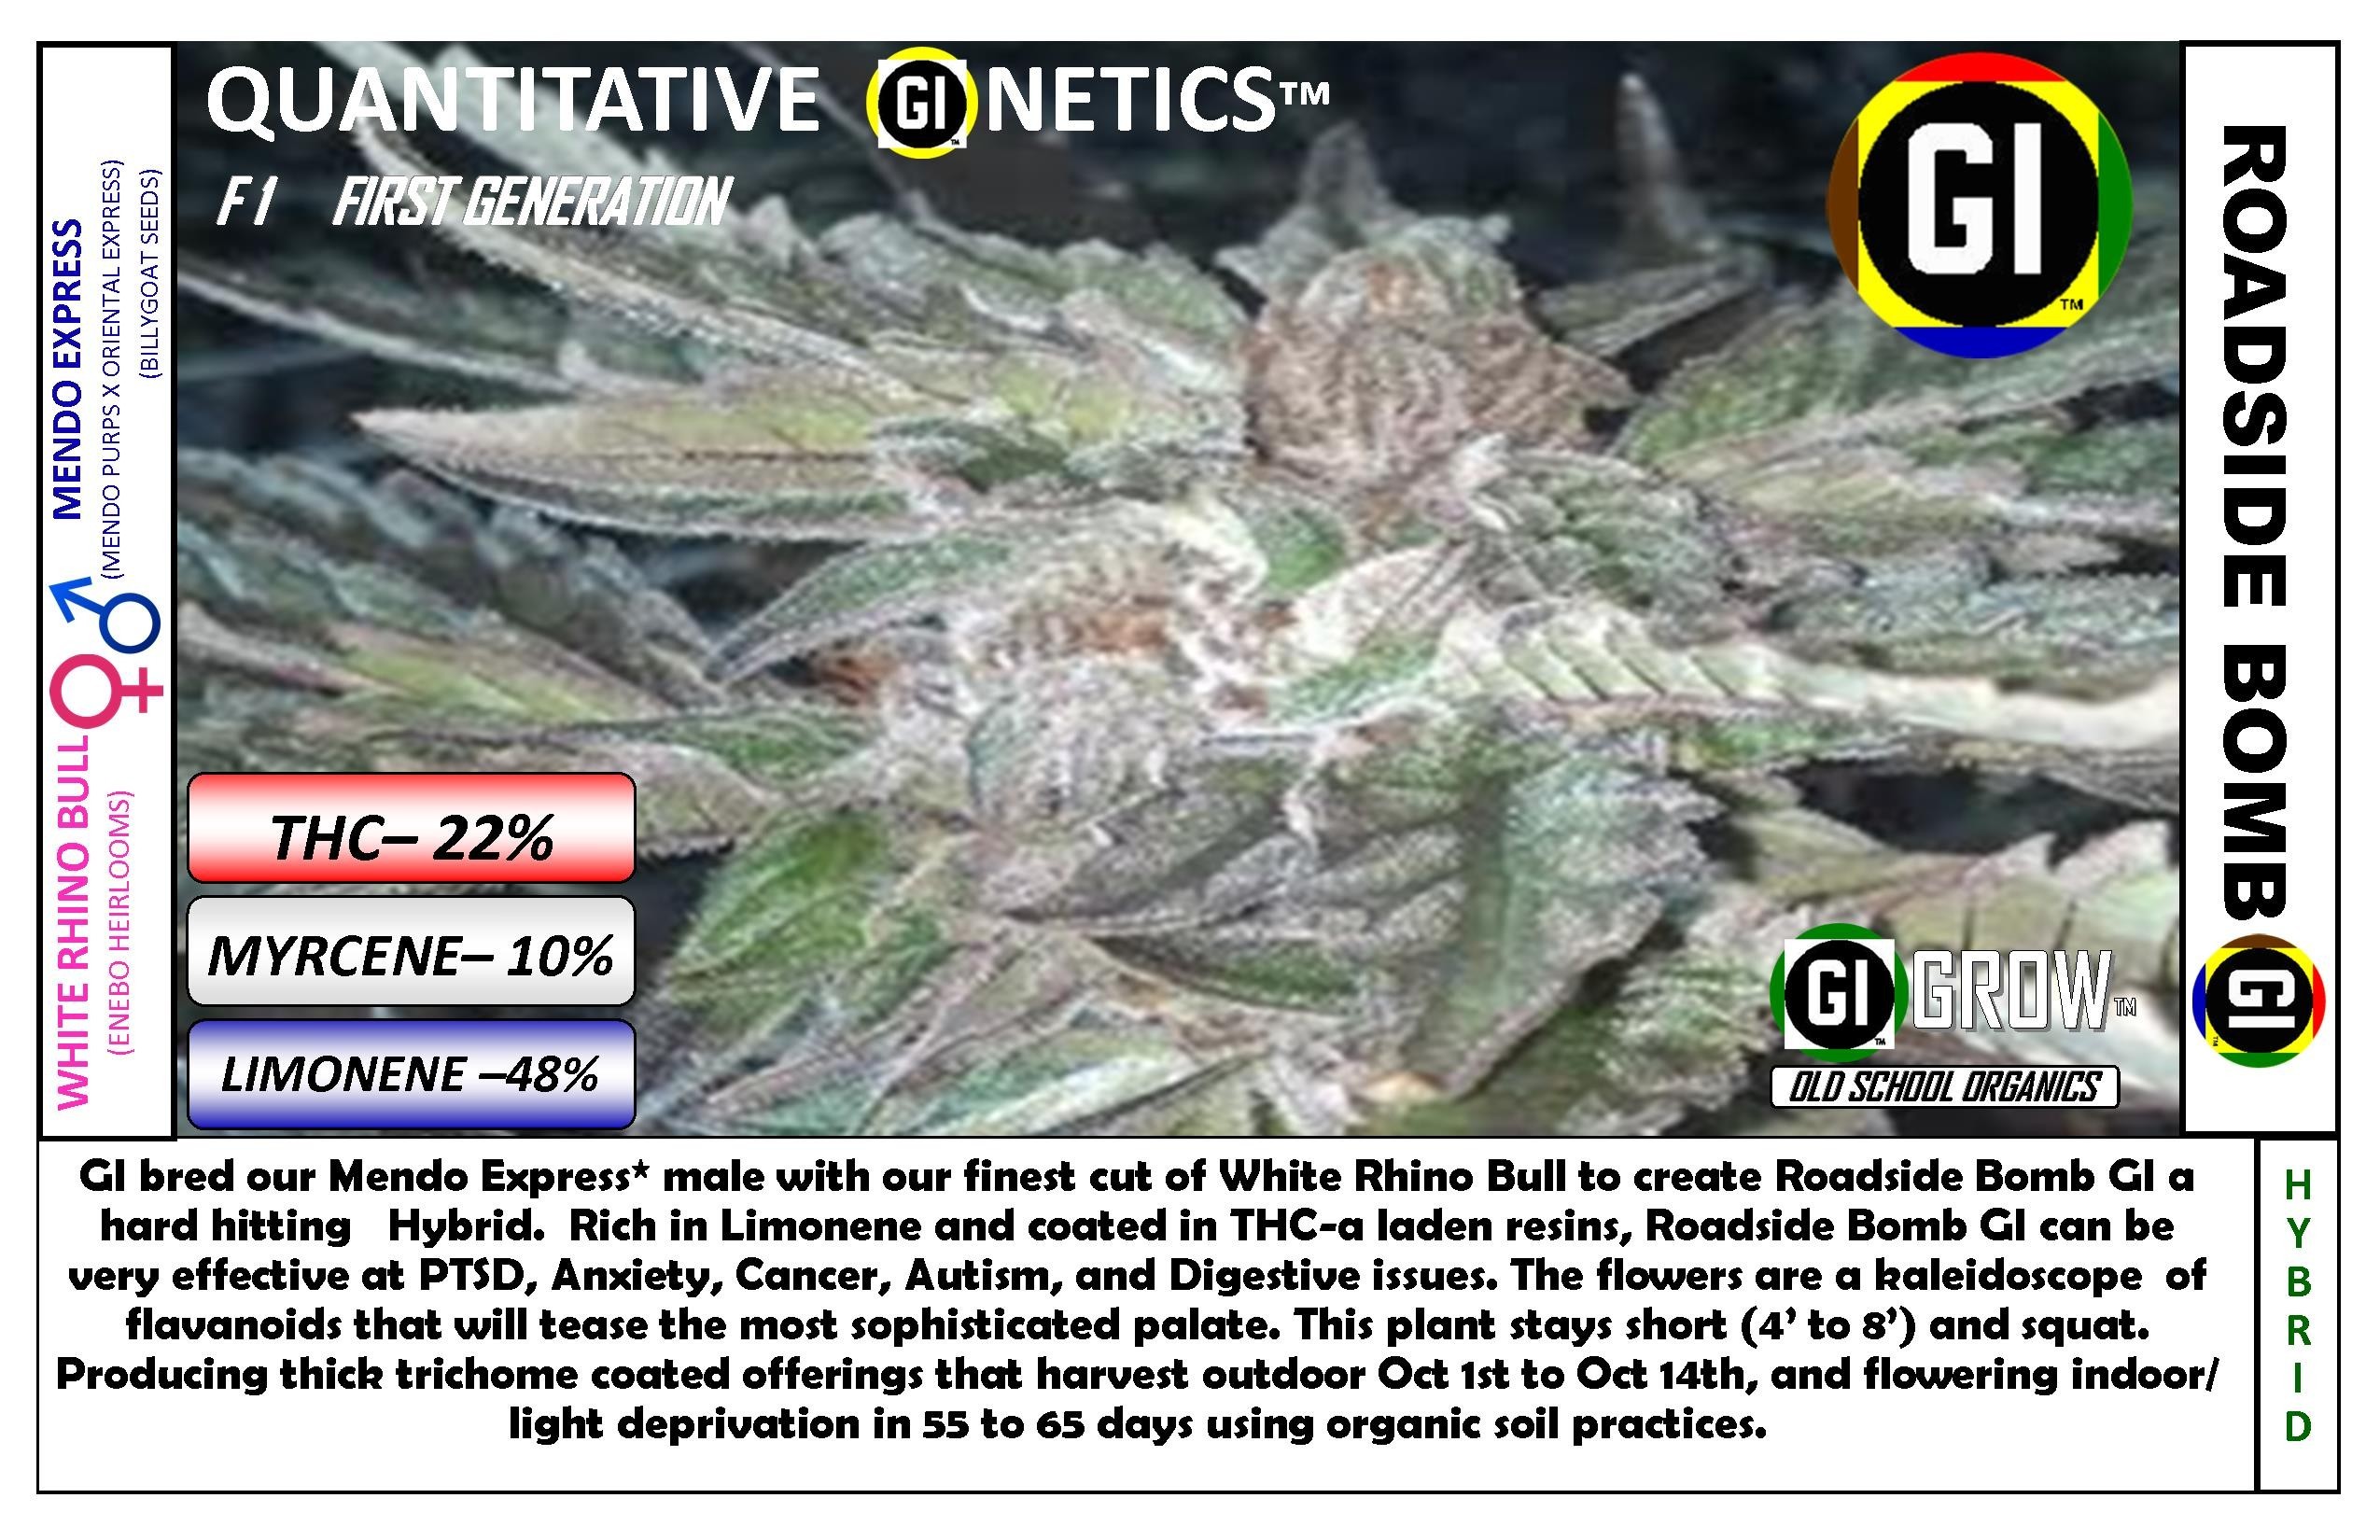 QUANTITATIVE GI NETICS™
F1 FIRST GENERATION
GI
™
MENDO EXPRESS
(MENDO PURPS X ORIENTAL EXPRESS)
(BILLYGOAT SEEDS)
WHITE RHINO BULL
(ENEBO HEIRLOOMS)
ROADSIDE BOMB
GI
™
THC– 22%
MYRCENE– 10%
LIMONENE –48%
GI GROW™
OLD SCHOOL ORGANICS
GI bred our Mendo Express* male with our finest cut of White Rhino Bull to create Roadside Bomb GI a
hard hitting Hybrid. Rich in Limonene and coated in THC-a laden resins, Roadside Bomb GI can be
very effective at PTSD, Anxiety, Cancer, Autism, and Digestive issues. The flowers are a kaleidoscope of
flavanoids that will tease the most sophisticated palate. This plant stays short (4’ to 8’) and squat.
Producing thick trichome coated offerings that harvest outdoor Oct 1st to Oct 14th, and flowering indoor/
light deprivation in 55 to 65 days using organic soil practices.
HYBRID